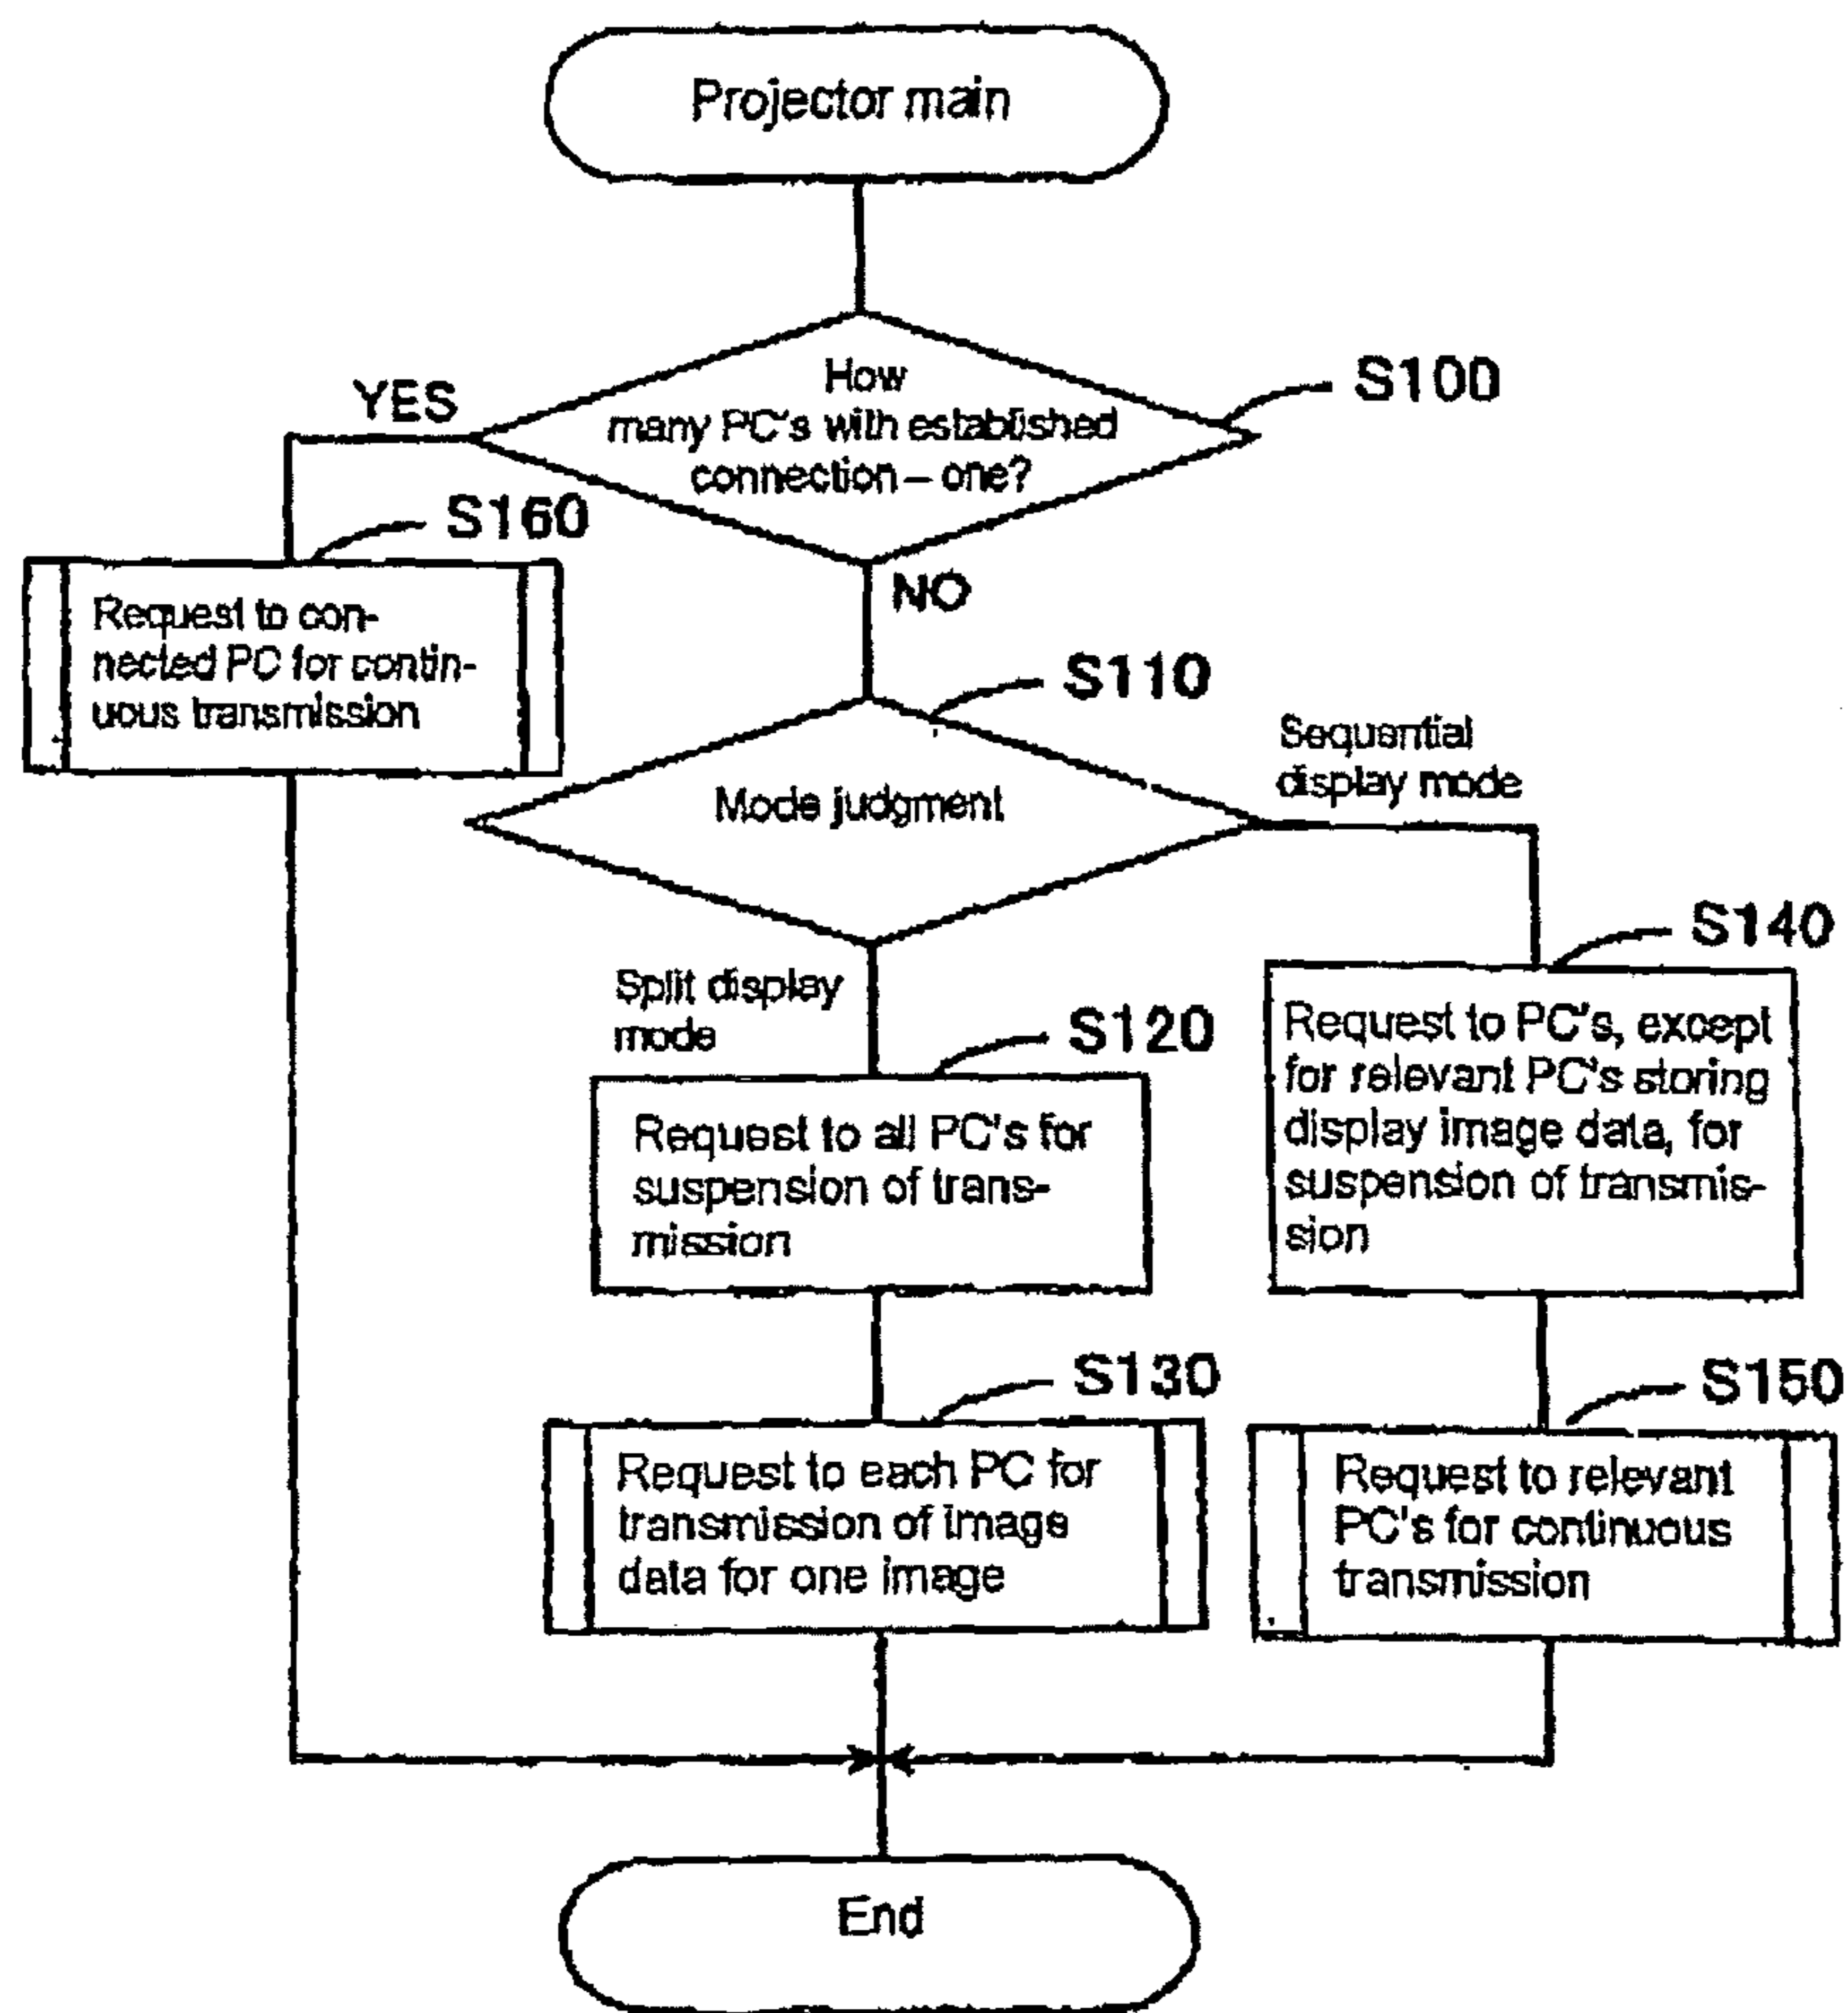 Projector main
How
many PC's with established
connection – one?
S100
YES
NO
S160
Request to con-
nected PC for contin-
uous transmission
S110
Mode judgment
Sequential
display mode
Split display
mode
S120
Request to all PC's for
suspension of trans-
mission
S140
Request to PC's, except
for relevant PC's storing
display image data, for
suspension of transmis-
sion
S130
Request to each PC for
transmission of image
data for one image
S150
Request to relevant
PC's for continuous
transmission
End